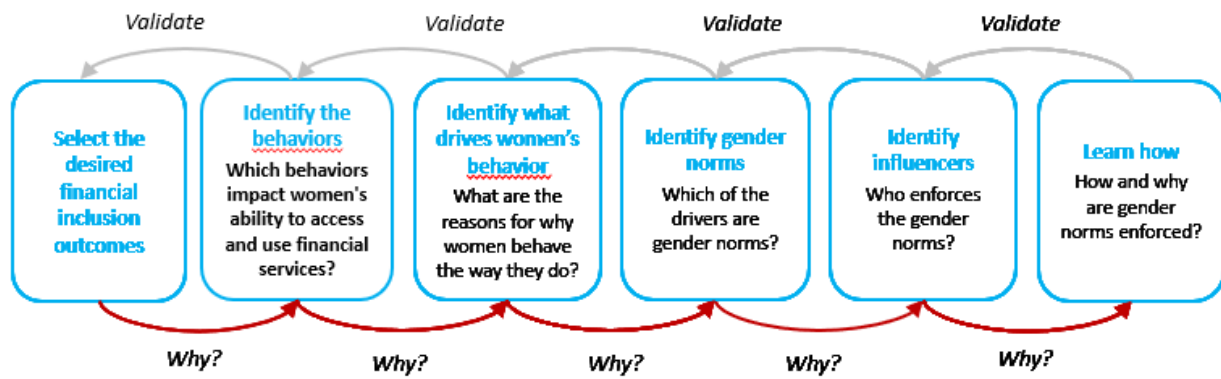 Validate
Validate
Validate
Validate
Select the
desired
financial
inclusion
outcomes
Identify the
behaviors
Which behaviors
impact women's
ability to access
and use financial
services?
Identify what
drives women's
behavior
What are the
reasons for why
women behave
the way they do?
Identify gender
norms
Which of the
drivers are
gender norms?
Identify
influencers
Who enforces
the gender
norms?
Learn how
How and why
are gender
norms enforced?
Why?
Why?
Why?
Why?
Why?